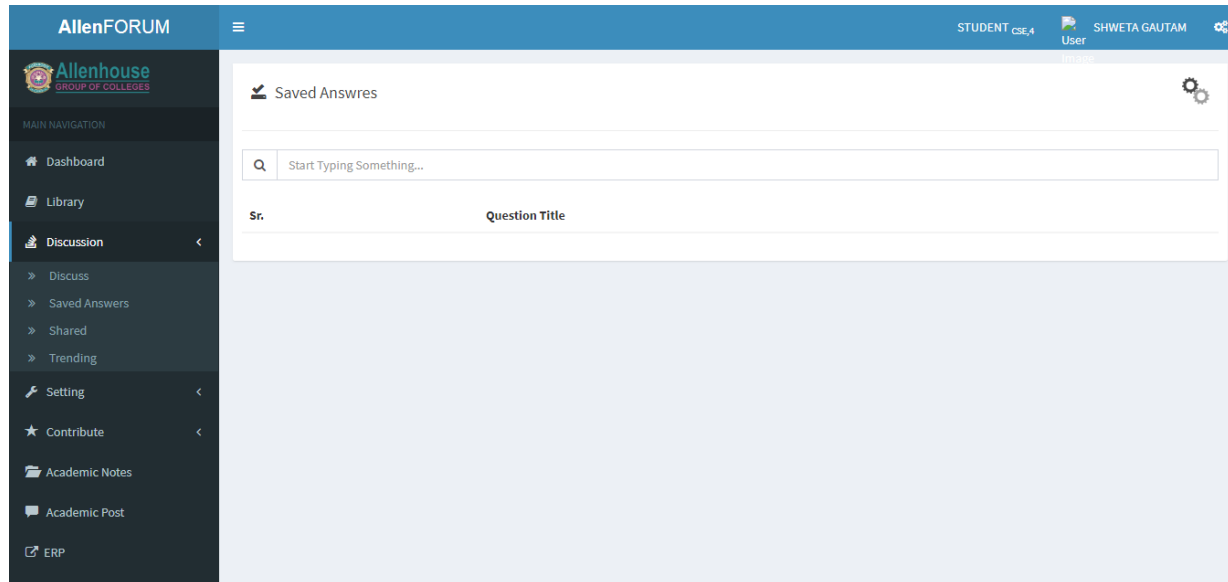 AllenFORUM
STUDENT CSE,4
User Image
SHWETA GAUTAM
Allenhouse
GROUP OF COLLEGES
MAIN NAVIGATION
Dashboard
Library
Discussion
Discuss
Saved Answers
Shared
Trending
Setting
Contribute
Academic Notes
Academic Post
ERP
Saved Answres
Start Typing Something...
Sr. Question Title